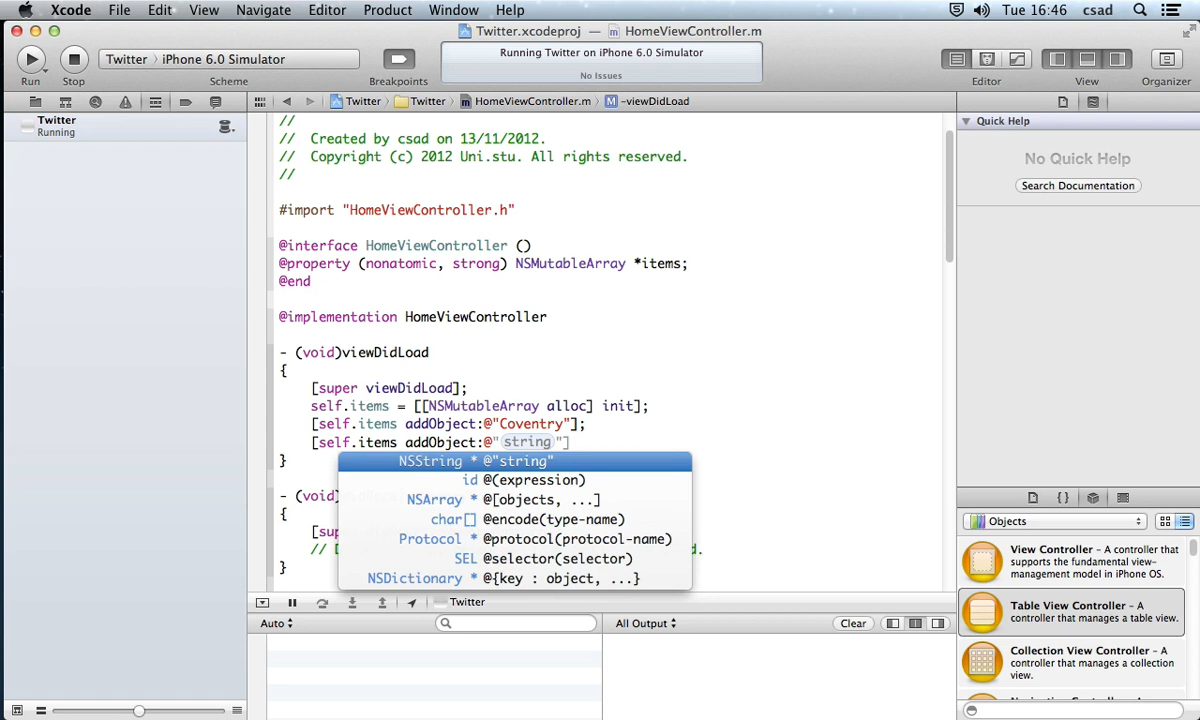 Xcode File Edit View Navigate Editor Product Window Help Tue 16:46 csad
Twitter.xcodeproj — HomeViewController.m
Twitter 〉 iPhone 6.0 Simulator
Running Twitter on iPhone 6.0 Simulator
No Issues
Run Stop Scheme Breakpoints Editor View Organizer
Twitter
Running
Twitter 〉 Twitter 〉 HomeViewController.m 〉 M -viewDidLoad
//
// Created by csad on 13/11/2012.
// Copyright (c) 2012 Uni.stu. All rights reserved.
//
#import "HomeViewController.h"
@interface HomeViewController ()
@property (nonatomic, strong) NSMutableArray *items;
@end
@implementation HomeViewController
- (void)viewDidLoad
{
[super viewDidLoad];
self.items = [[NSMutableArray alloc] init];
[self.items addObject:@"Coventry"];
[self.items addObject:@"string"]
}
NSString * @"string"
id @(expression)
NSArray * @[objects, ...]
char[] @encode(type-name)
Protocol * @protocol(protocol-name)
SEL @selector(selector)
NSDictionary * @{key : object, ...}
- (void)
{
//
}
Twitter
Auto
All Output
Clear
Quick Help
No Quick Help
Search Documentation
Objects
View Controller – A controller that
supports the fundamental view-
management model in iPhone OS.
Table View Controller – A
controller that manages a table view.
Collection View Controller – A
controller that manages a collection
view.